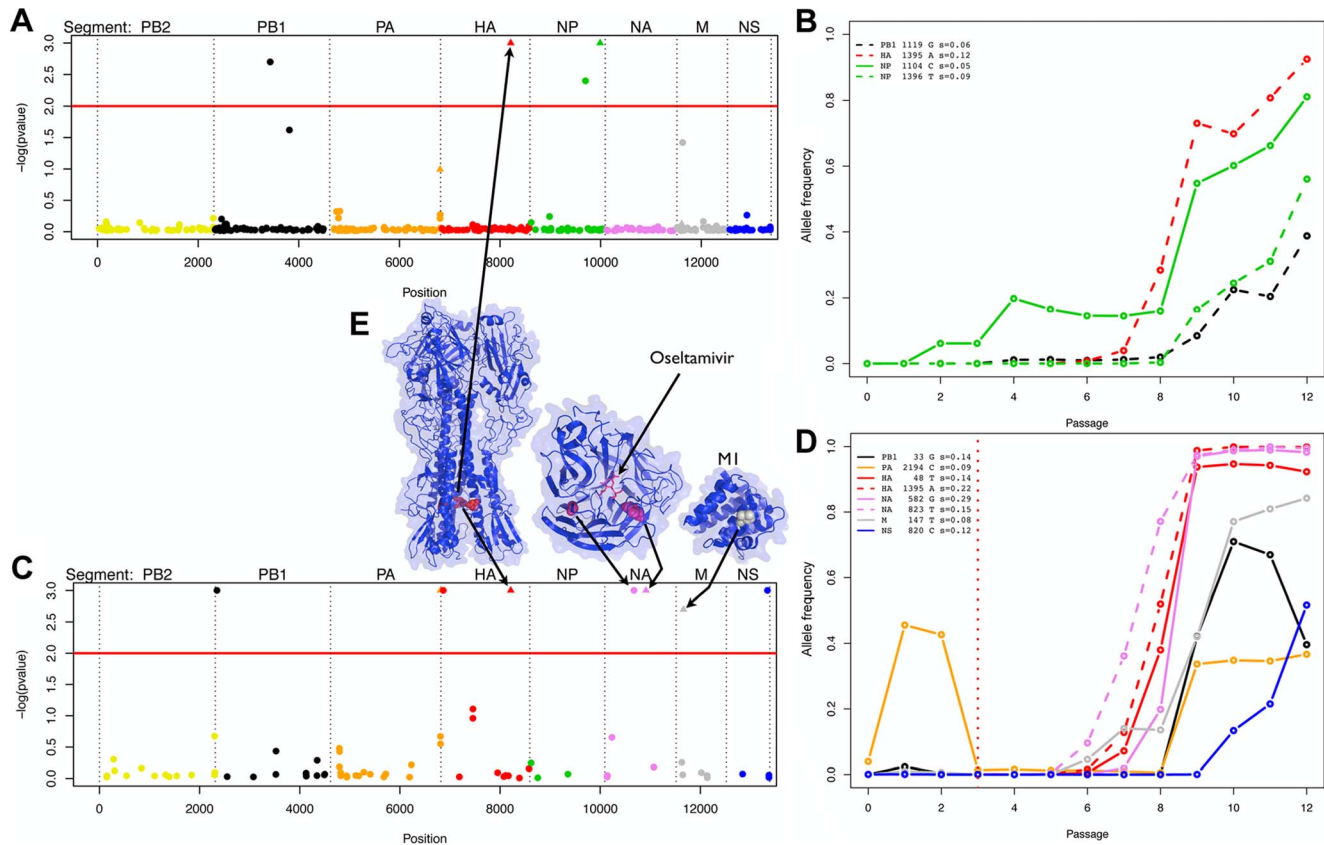 A
Segment: PB2 PB1 PA HA NP NA M NS
3.0
2.5
2.0
1.5
1.0
0.5
0.0
−log(pvalue)
0 2000 4000 6000 8000 10000 12000
Position
B
1.0
0.8
0.6
0.4
0.2
0.0
Allele frequency
PB1 1119 G s=0.06
HA 1395 A s=0.12
NP 1104 C s=0.05
NP 1396 T s=0.09
0 2 4 6 8 10 12
Passage
E
Oseltamivir
M1
C
Segment: PB2 PB1 PA HA NP NA M NS
3.0
2.5
2.0
1.5
1.0
0.5
0.0
−log(pvalue)
0 2000 4000 6000 8000 10000 12000
Position
D
1.0
0.8
0.6
0.4
0.2
0.0
Allele frequency
PB1 33 G s=0.14
PA 2194 C s=0.09
HA 48 T s=0.14
HA 1395 A s=0.22
NA 582 G s=0.29
NA 823 T s=0.15
M 147 T s=0.08
NS 820 C s=0.12
0 2 4 6 8 10 12
Passage